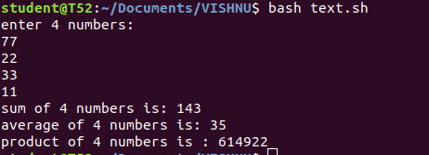 student@T52:~/Documents/VISHNU$ bash text.sh
enter 4 numbers:
77
22
33
11
sum of 4 numbers is: 143
average of 4 numbers is: 35
product of 4 numbers is : 614922